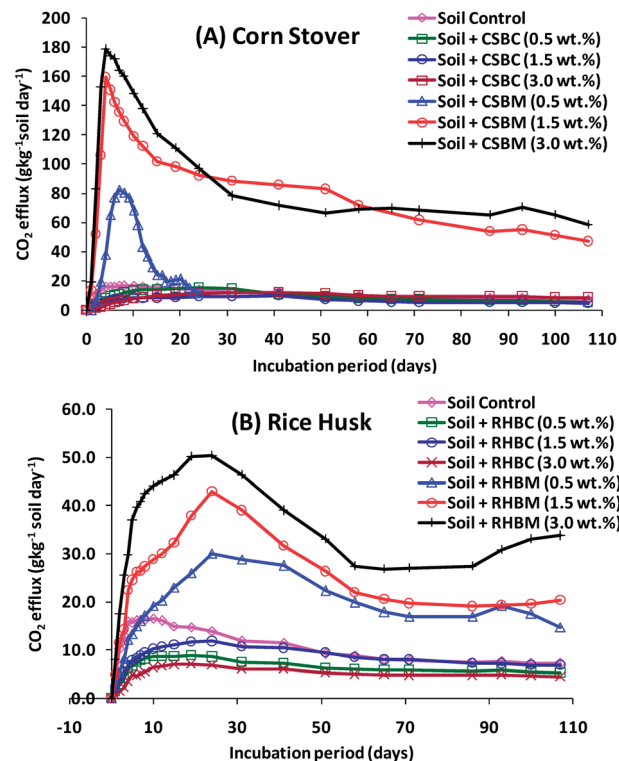 (A) Corn Stover
Soil Control
Soil + CSBC (0.5 wt.%)
Soil + CSBC (1.5 wt.%)
Soil + CSBC (3.0 wt.%)
Soil + CSBM (0.5 wt.%)
Soil + CSBM (1.5 wt.%)
Soil + CSBM (3.0 wt.%)
CO₂ efflux (gkg⁻¹soil day⁻¹)
200
180
160
140
120
100
80
60
40
20
0
0 10 20 30 40 50 60 70 80 90 100 110
Incubation period (days)
(B) Rice Husk
Soil Control
Soil + RHBC (0.5 wt.%)
Soil + RHBC (1.5 wt.%)
Soil + RHBC (3.0 wt.%)
Soil + RHBM (0.5 wt.%)
Soil + RHBM (1.5 wt.%)
Soil + RHBM (3.0 wt.%)
CO₂ efflux (gkg⁻¹ soil day⁻¹)
60.0
50.0
40.0
30.0
20.0
10.0
0.0
-10 10 30 50 70 90 110
Incubation period (days)